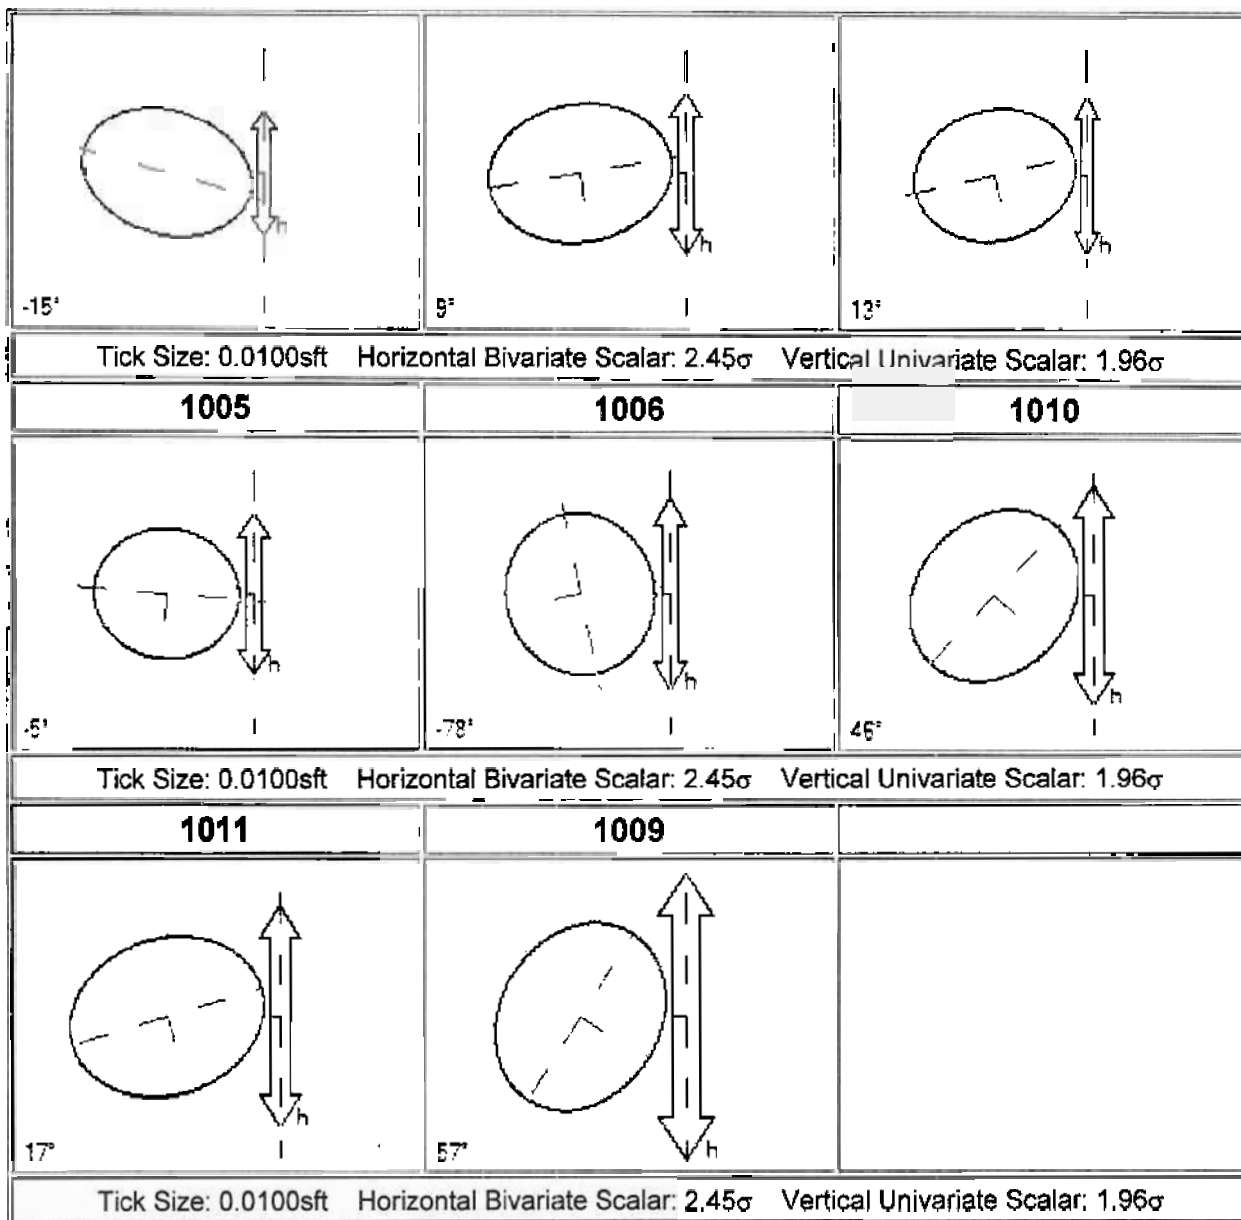 h h h
-15° 9° 13°
Tick Size: 0.0100sft Horizontal Bivariate Scalar: 2.45σ Vertical Univariate Scalar: 1.96σ
1005 1006 1010
h h h
-5° -78° 46°
Tick Size: 0.0100sft Horizontal Bivariate Scalar: 2.45σ Vertical Univariate Scalar: 1.96σ
1011 1009
h h
17° 57°
Tick Size: 0.0100sft Horizontal Bivariate Scalar: 2.45σ Vertical Univariate Scalar: 1.96σ